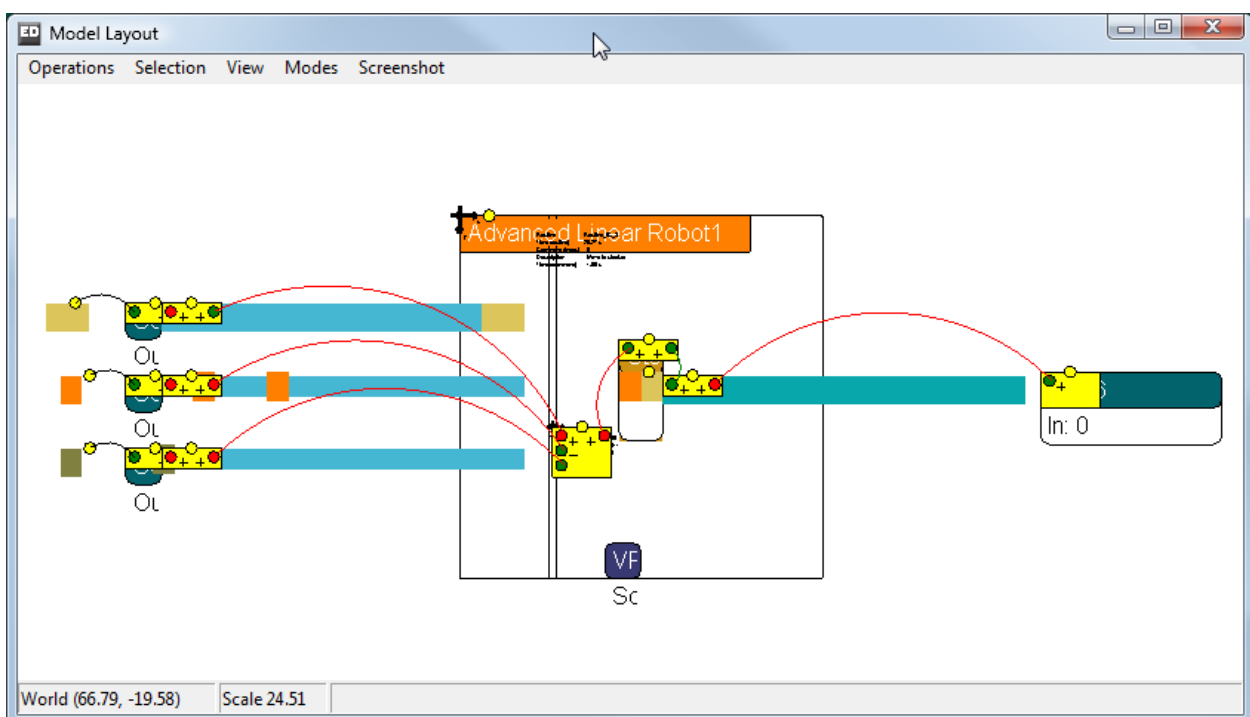 ED Model Layout
Operations Selection View Modes Screenshot
Advanced Linear Robot1
Ou
Ou
Ou
In: 0
VF
Sc
World (66.79, -19.58) Scale 24.51